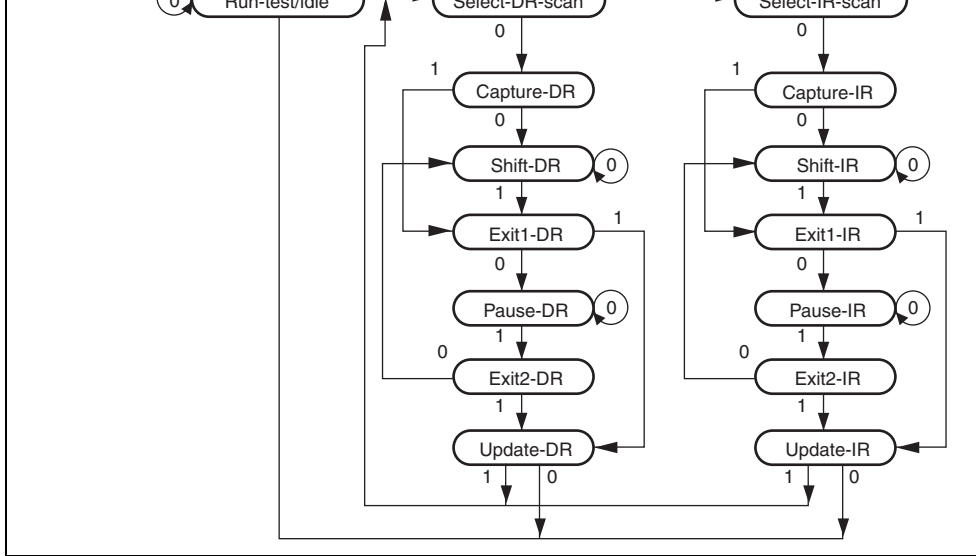 0 Run-test/Idle Select-DR-scan Select-IR-scan
0 0
1 1
Capture-DR Capture-IR
0 0
Shift-DR 0 Shift-IR 0
1 1
1 1
Exit1-DR Exit1-IR
0 0
Pause-DR 0 Pause-IR 0
1 1
0 0
Exit2-DR Exit2-IR
1 1
Update-DR Update-IR
1 0 1 0